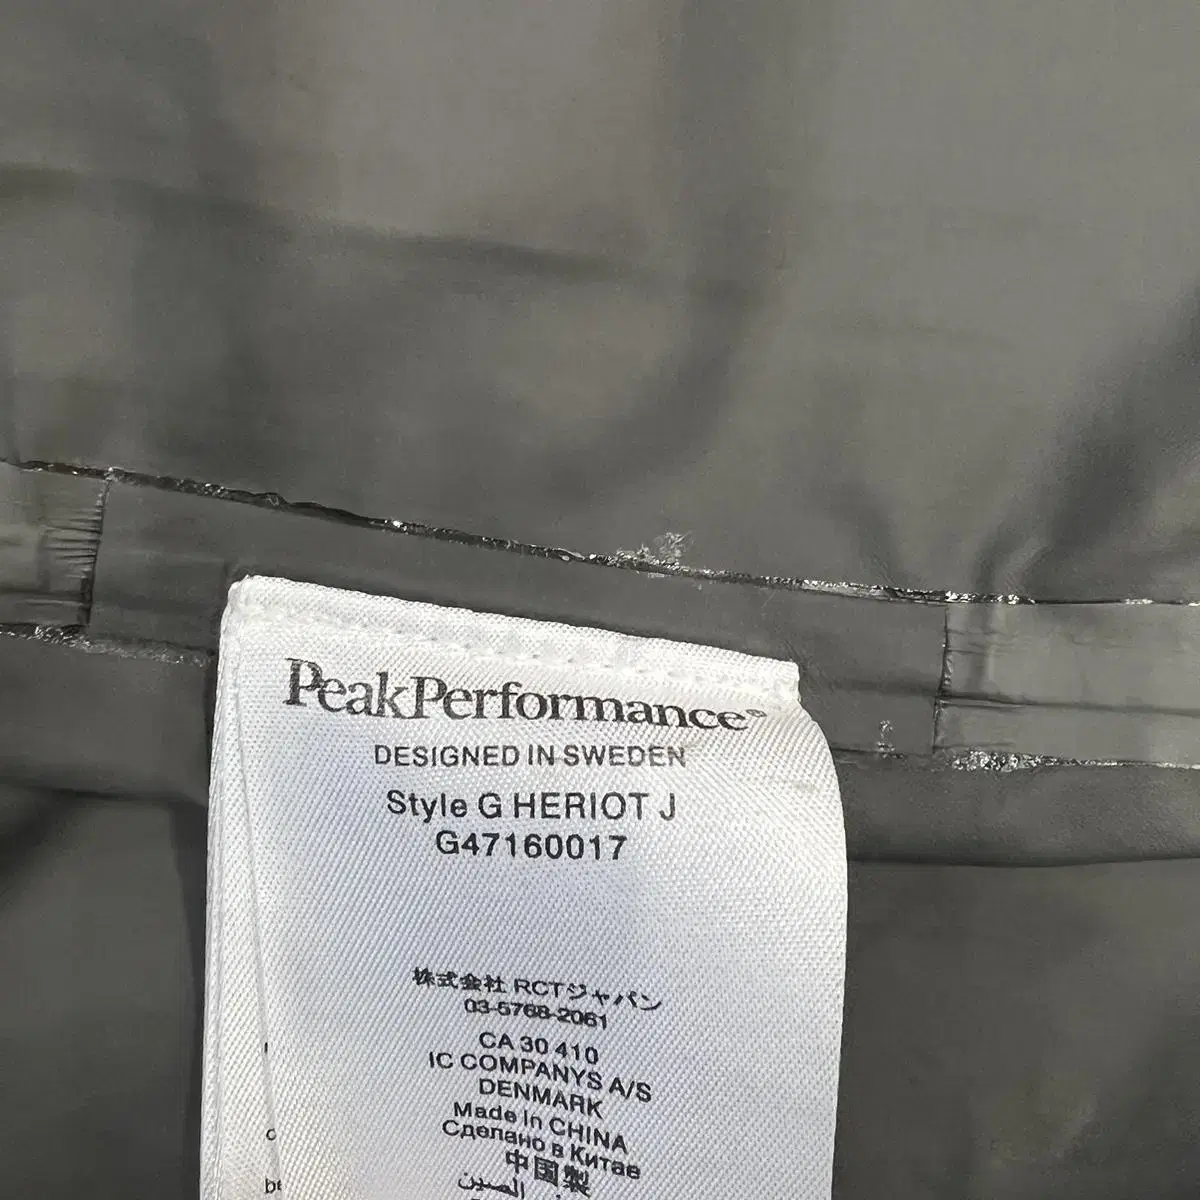 PeakPerformance®
DESIGNED IN SWEDEN
Style G HERIOT J
G47160017
株式会社 RCTジャパン
03-5768-2061
CA 30 410
IC COMPANYS A/S
DENMARK
Made in CHINA
Сделано в Китае
中国製
الصين